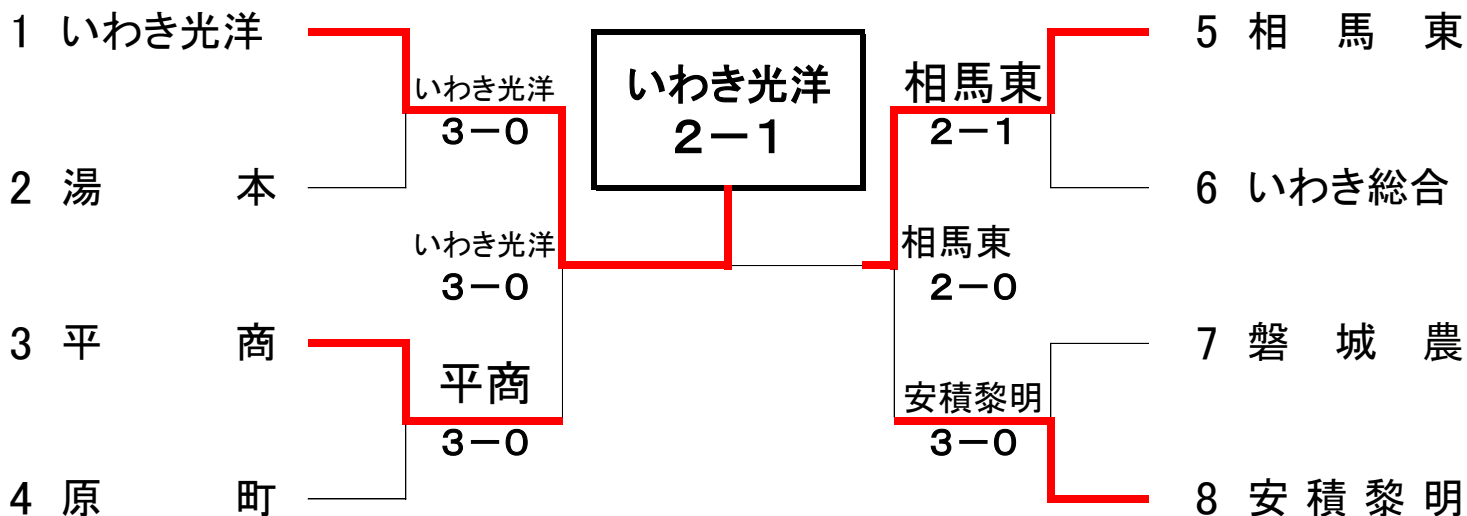 1 いわき光洋
いわき光洋
3-0
2 湯本
いわき光洋
3-0
3 平商
平商
3-0
4 原町
いわき光洋
2-1
5 相馬東
相馬東
2-1
6 いわき総合
相馬東
2-0
7 磐城農
安積黎明
3-0
8 安積黎明